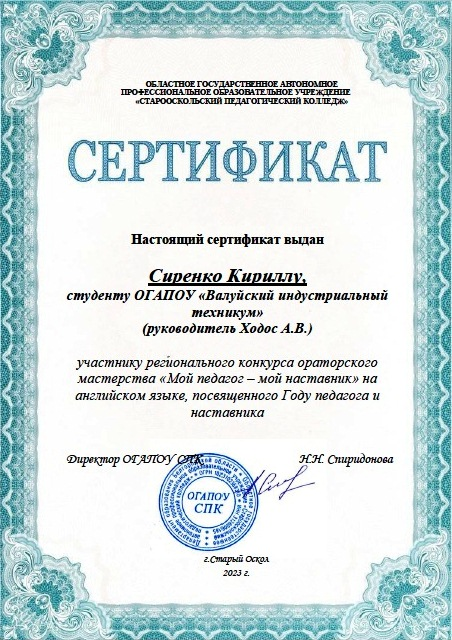 ОБЛАСТНОЕ ГОСУДАРСТВЕННОЕ АВТОНОМНОЕ
ПРОФЕССИОНАЛЬНОЕ ОБРАЗОВАТЕЛЬНОЕ УЧРЕЖДЕНИЕ
«СТАРООСКОЛЬСКИЙ ПЕДАГОГИЧЕСКИЙ КОЛЛЕДЖ»
СЕРТИФИКАТ
Настоящий сертификат выдан
Сиренко Кириллу,
студенту ОГАПОУ «Валуйский индустриальный
техникум»
(руководитель Ходос А.В.)
участнику регионального конкурса ораторского
мастерства «Мой педагог – мой наставник» на
английском языке, посвященного Году педагога и
наставника
Директор ОГАПОУ СПК
Н.Н. Спиридонова
ОГАПОУ
СПК
г.Старый Оскол
2023 г.